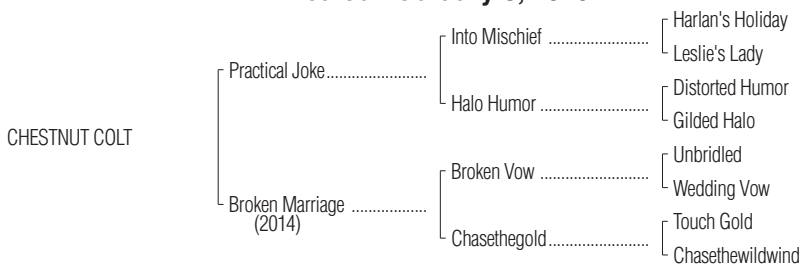 Harlan's Holiday
Into Mischief ........................
Leslie's Lady
Practical Joke........................
Distorted Humor
Halo Humor ..........................
Gilded Halo
CHESTNUT COLT
Unbridled
Broken Vow ..........................
Wedding Vow
Broken Marriage ..................
(2014)
Touch Gold
Chasethegold........................
Chasethewildwind